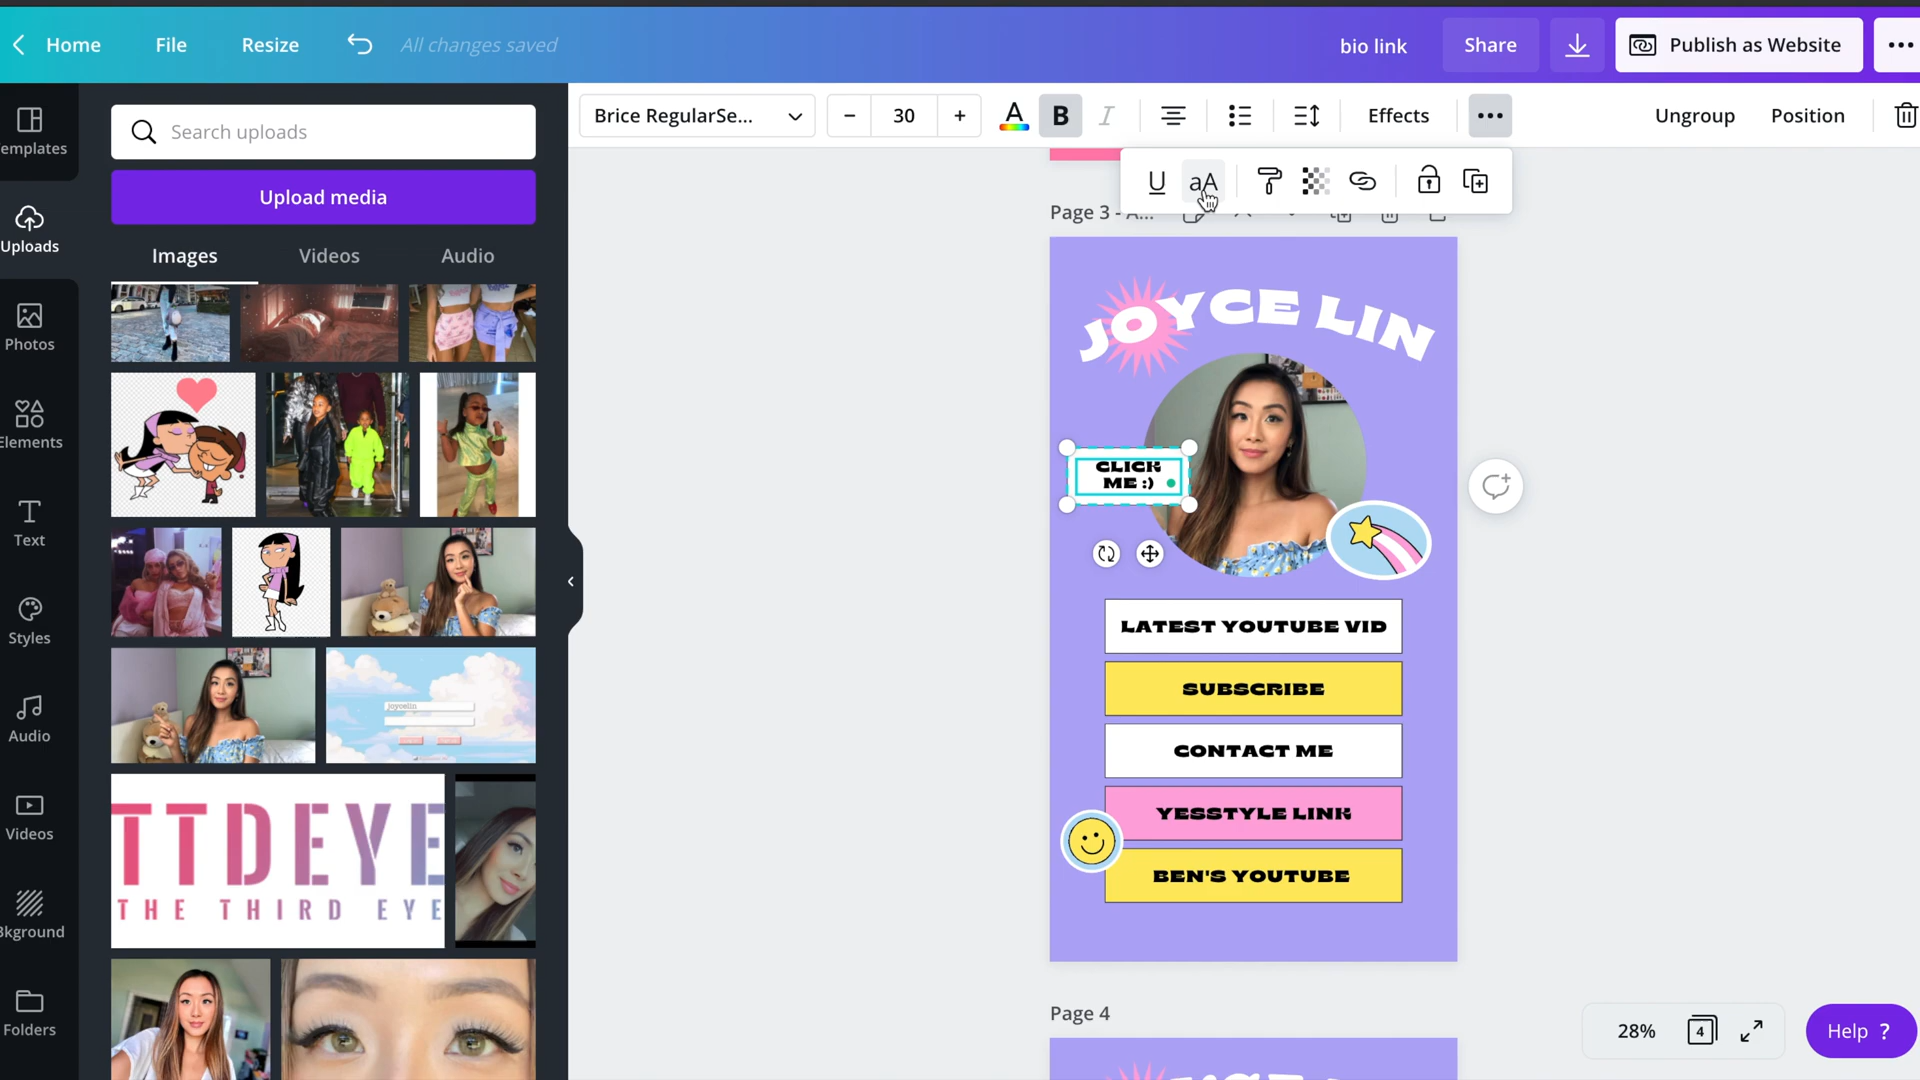 Home
File
Resize
All changes saved
bio link
Share
Publish as Website
Brice RegularSe...
30
A
B
I
Effects
Ungroup
Position
U
aA
emplates
Uploads
Photos
Elements
Text
Styles
Audio
Videos
Bkground
Folders
Search uploads
Upload media
Images
Videos
Audio
joycelin
TTDEYE
THE THIRD EYE
Page 3 - A...
JOYCE LIN
CLICK
ME :)
LATEST YOUTUBE VID
SUBSCRIBE
CONTACT ME
YESSTYLE LINK
BEN'S YOUTUBE
Page 4
28%
4
Help ?